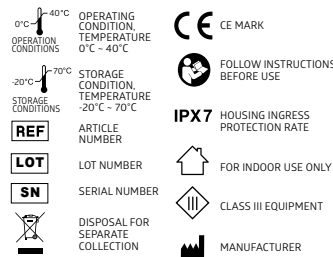 40°C
0°C
OPERATION
CONDITIONS
OPERATING
CONDITION,
TEMPERATURE
0°C ~ 40°C
70°C
-20°C
STORAGE
CONDITIONS
STORAGE
CONDITION,
TEMPERATURE
-20°C ~ 70°C
REF
ARTICLE
NUMBER
LOT
LOT NUMBER
SN
SERIAL NUMBER
DISPOSAL FOR
SEPARATE
COLLECTION
CE
CE MARK
FOLLOW INSTRUCTIONS
BEFORE USE
IPX7
HOUSING INGRESS
PROTECTION RATE
FOR INDOOR USE ONLY
III
CLASS III EQUIPMENT
MANUFACTURER